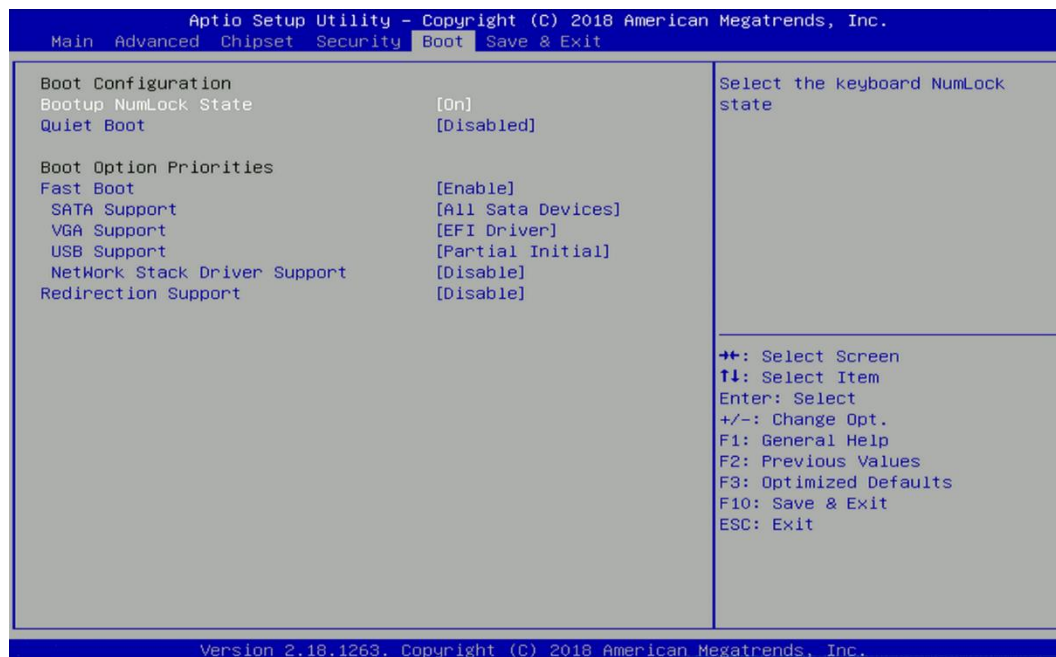 Aptio Setup Utility – Copyright (C) 2018 American Megatrends, Inc.
Main Advanced Chipset Security Boot Save & Exit
Boot Configuration
Bootup NumLock State [On]
Quiet Boot [Disabled]
Boot Option Priorities
Fast Boot [Enable]
SATA Support [All Sata Devices]
VGA Support [EFI Driver]
USB Support [Partial Initial]
NetWork Stack Driver Support [Disable]
Redirection Support [Disable]
Select the keyboard NumLock
state
→←: Select Screen
↑↓: Select Item
Enter: Select
+/-: Change Opt.
F1: General Help
F2: Previous Values
F3: Optimized Defaults
F10: Save & Exit
ESC: Exit
Version 2.18.1263. Copyright (C) 2018 American Megatrends, Inc.